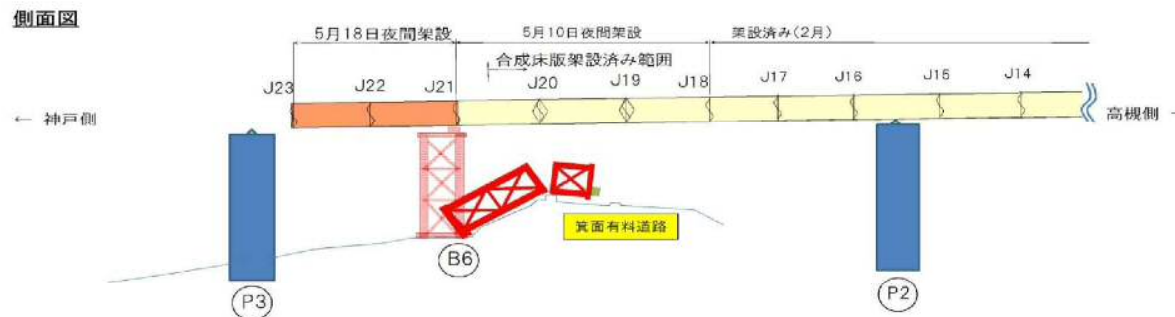 側面図
5月18日夜間架設
5月10日夜間架設
架設済み(2月)
合成床版架設済み範囲
J23
J22
J21
J20
J19
J18
J17
J16
J15
J14
← 神戸側
高槻側 →
箕面有料道路
B6
P3
P2